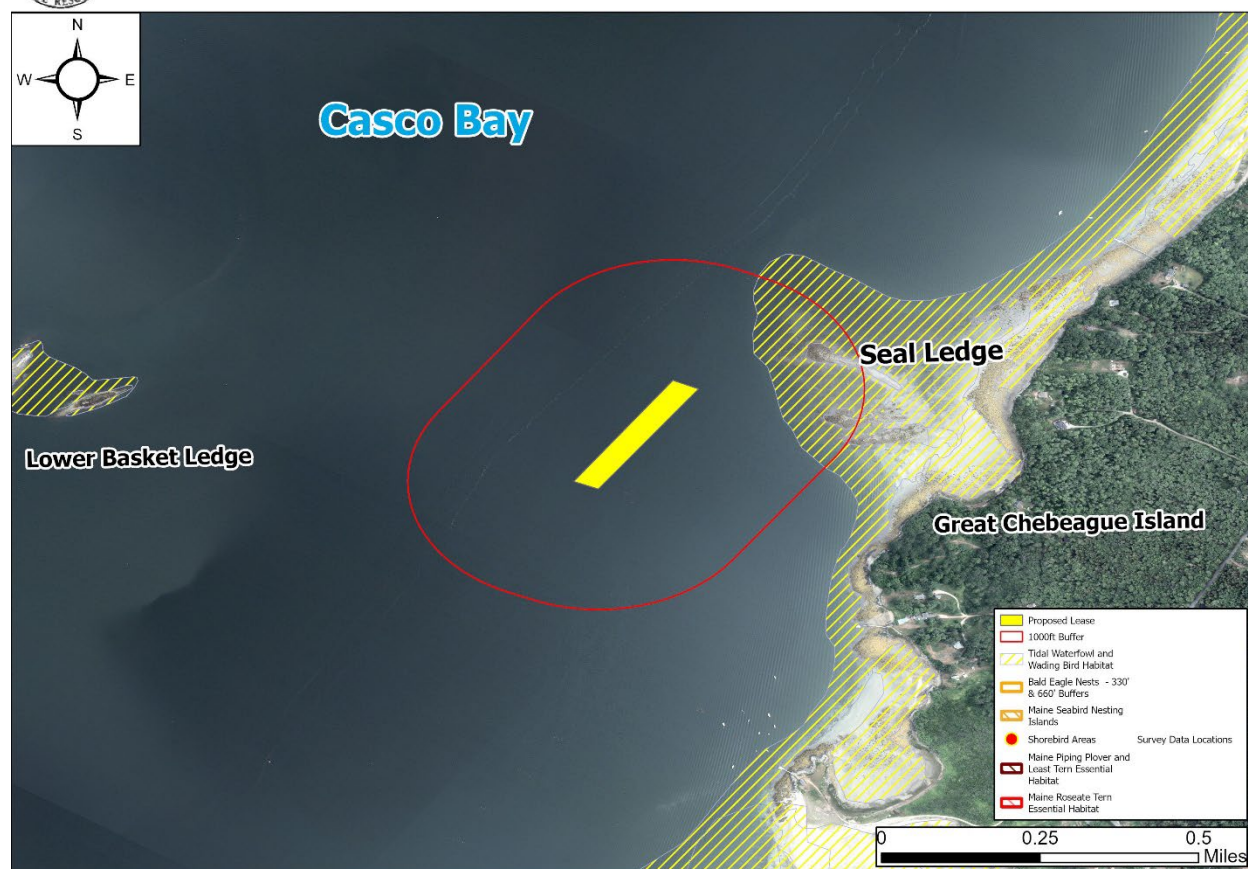 N
W E
S
Casco Bay
Seal Ledge
Lower Basket Ledge
Great Chebeague Island
Proposed Lease
1000ft Buffer
Tidal Waterfowl and
Wading Bird Habitat
Bald Eagle Nests - 330'
& 660' Buffers
Maine Seabird Nesting
Islands
Shorebird Areas Survey Data Locations
Maine Piping Plover and
Least Tern Essential
Habitat
Maine Roseate Tern
Essential Habitat
0 0.25 0.5
Miles